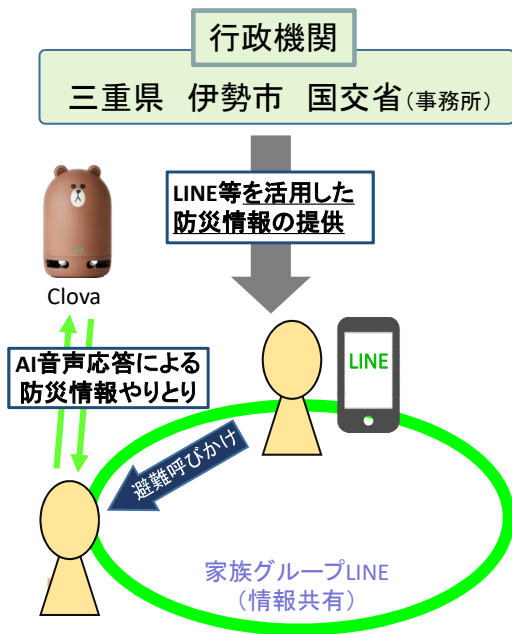 行政機関
三重県 伊勢市 国交省(事務所)
LINE等を活用した
防災情報の提供
Clova
LINE
AI音声応答による
防災情報やりとり
避難呼びかけ
家族グループLINE
(情報共有)